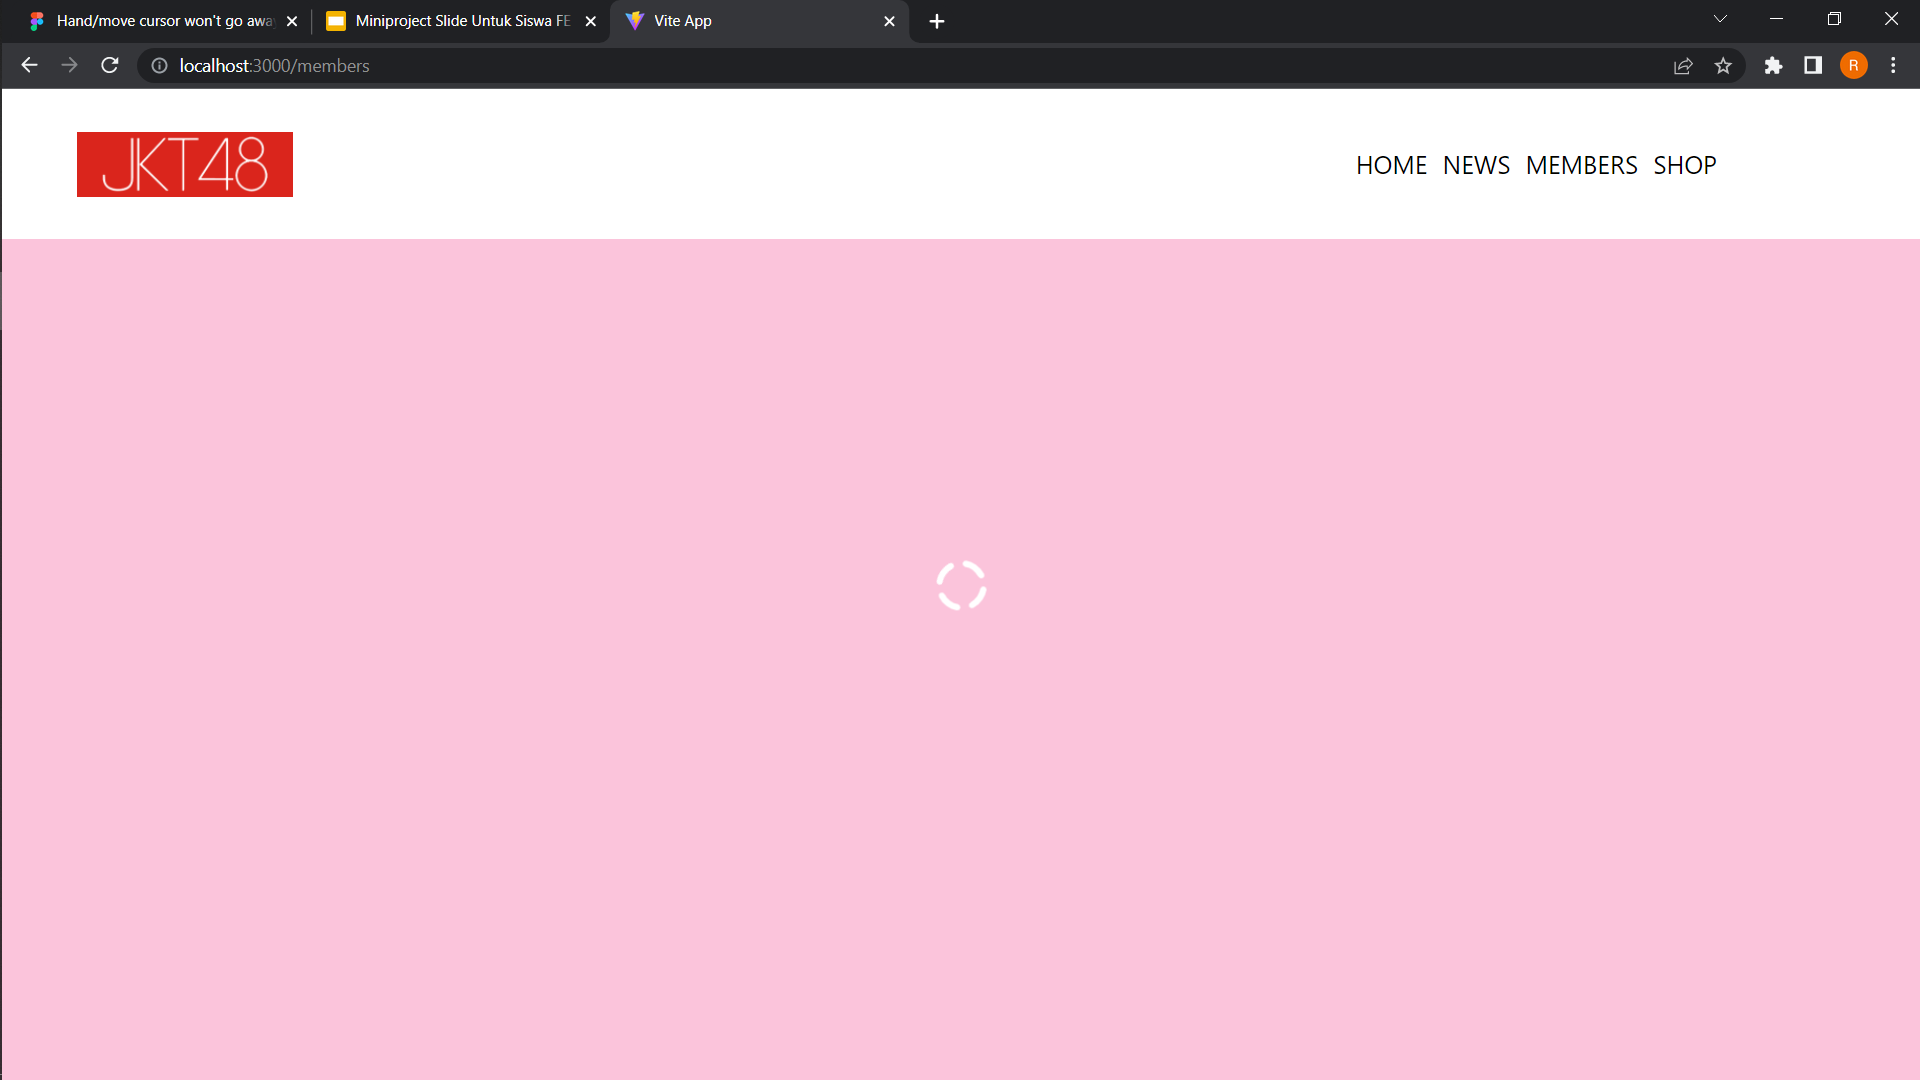 Hand/move cursor won't go awa
Miniproject Slide Untuk Siswa FE
Vite App
localhost:3000/members
R
JKT48
HOME NEWS MEMBERS SHOP